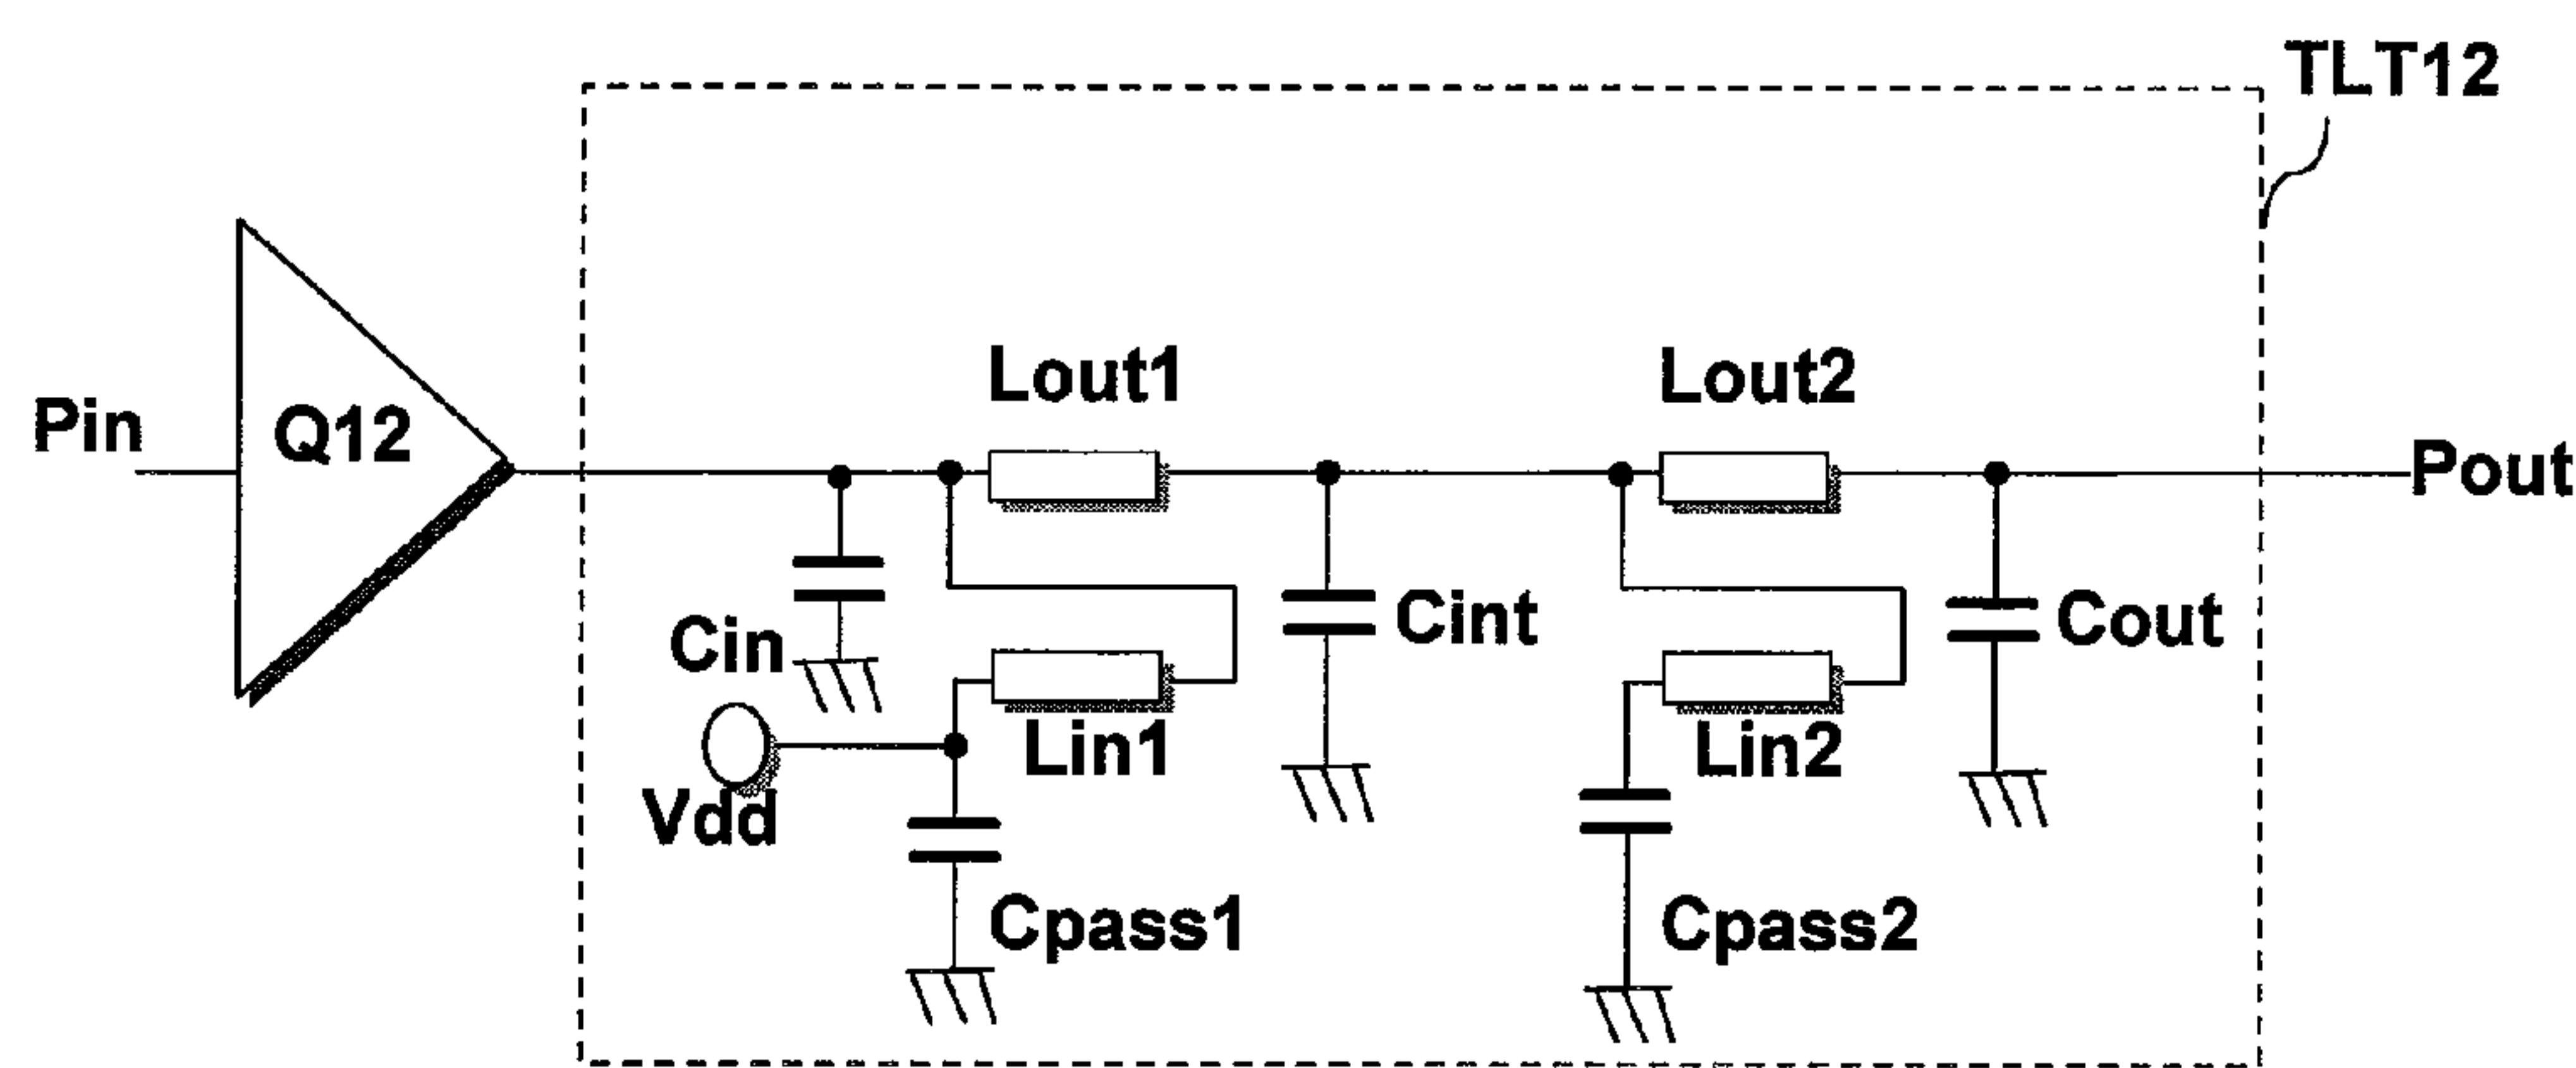 TLT12
Lout1
Lout2
Pin
Q12
Pout
Cin
Cint
Cout
Lin1
Lin2
Vdd
Cpass1
Cpass2